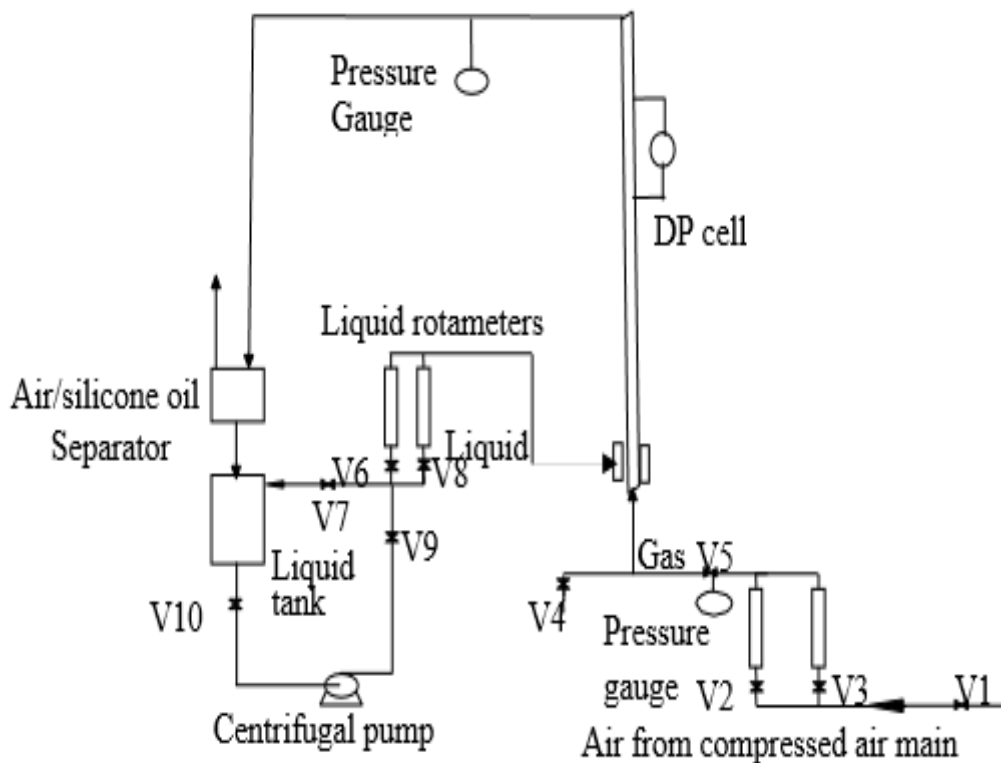 Pressure
Gauge
DP cell
Liquid rotameters
Air/silicone oil
Separator
Liquid
V6
V8
V7
V9
Liquid
tank
V10
Gas
V5
V4
Pressure
gauge
V2
V3
V1
Centrifugal pump
Air from compressed air main